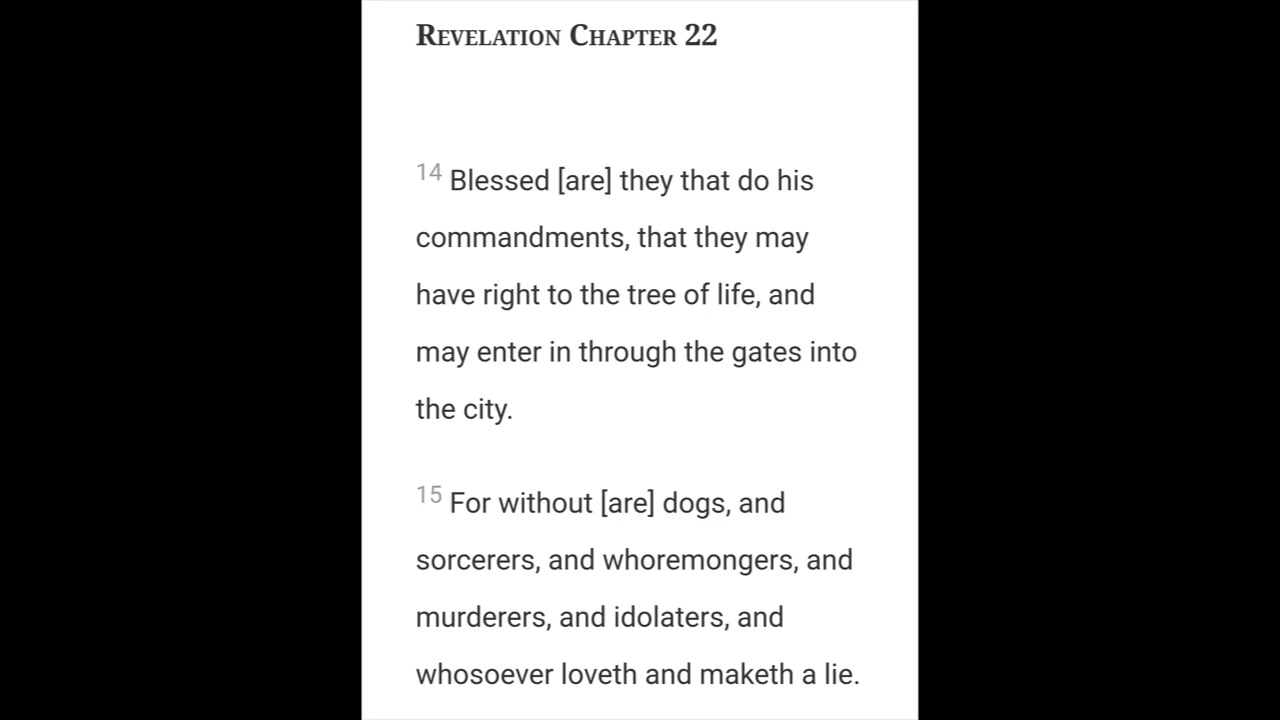 Revelation Chapter 22
14 Blessed [are] they that do his
commandments, that they may
have right to the tree of life, and
may enter in through the gates into
the city.
15 For without [are] dogs, and
sorcerers, and whoremongers, and
murderers, and idolaters, and
whosoever loveth and maketh a lie.